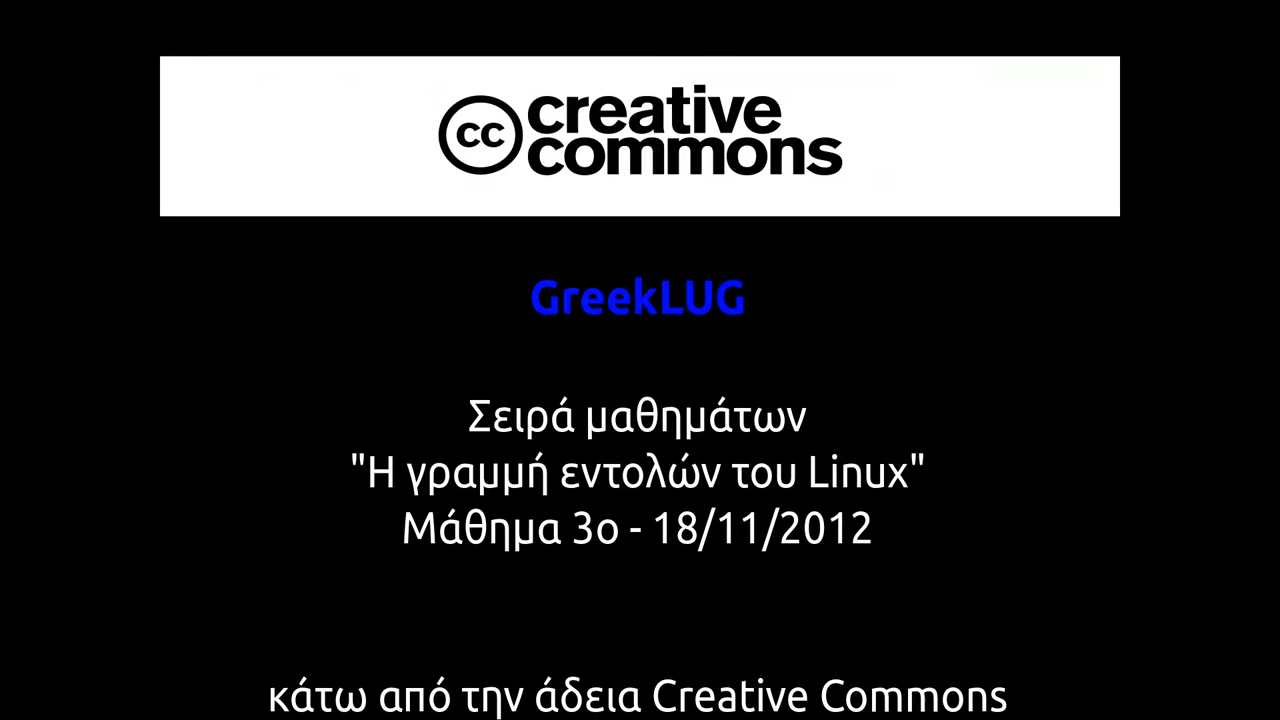 cc creative
commons
GreekLUG
Σειρά μαθημάτων
"Η γραμμή εντολών του Linux"
Μάθημα 3ο - 18/11/2012
κάτω από την άδεια Creative Commons